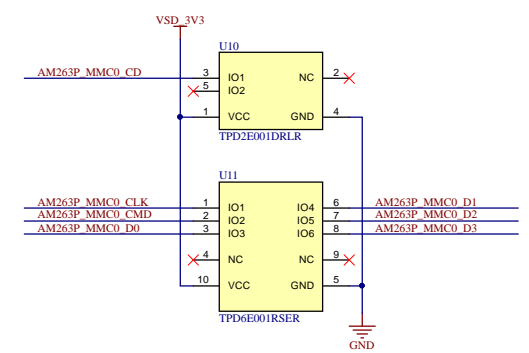 VSD_3V3
U10
AM263P_MMC0_CD 3 IO1 NC 2
5 IO2
1 VCC GND 4
TPD2E001DRLR
U11
AM263P_MMC0_CLK 1 IO1 IO4 6 AM263P_MMC0_D1
AM263P_MMC0_CMD 2 IO2 IO5 7 AM263P_MMC0_D2
AM263P_MMC0_D0 3 IO3 IO6 8 AM263P_MMC0_D3
4 NC NC 9
10 VCC GND 5
TPD6E001RSER
GND